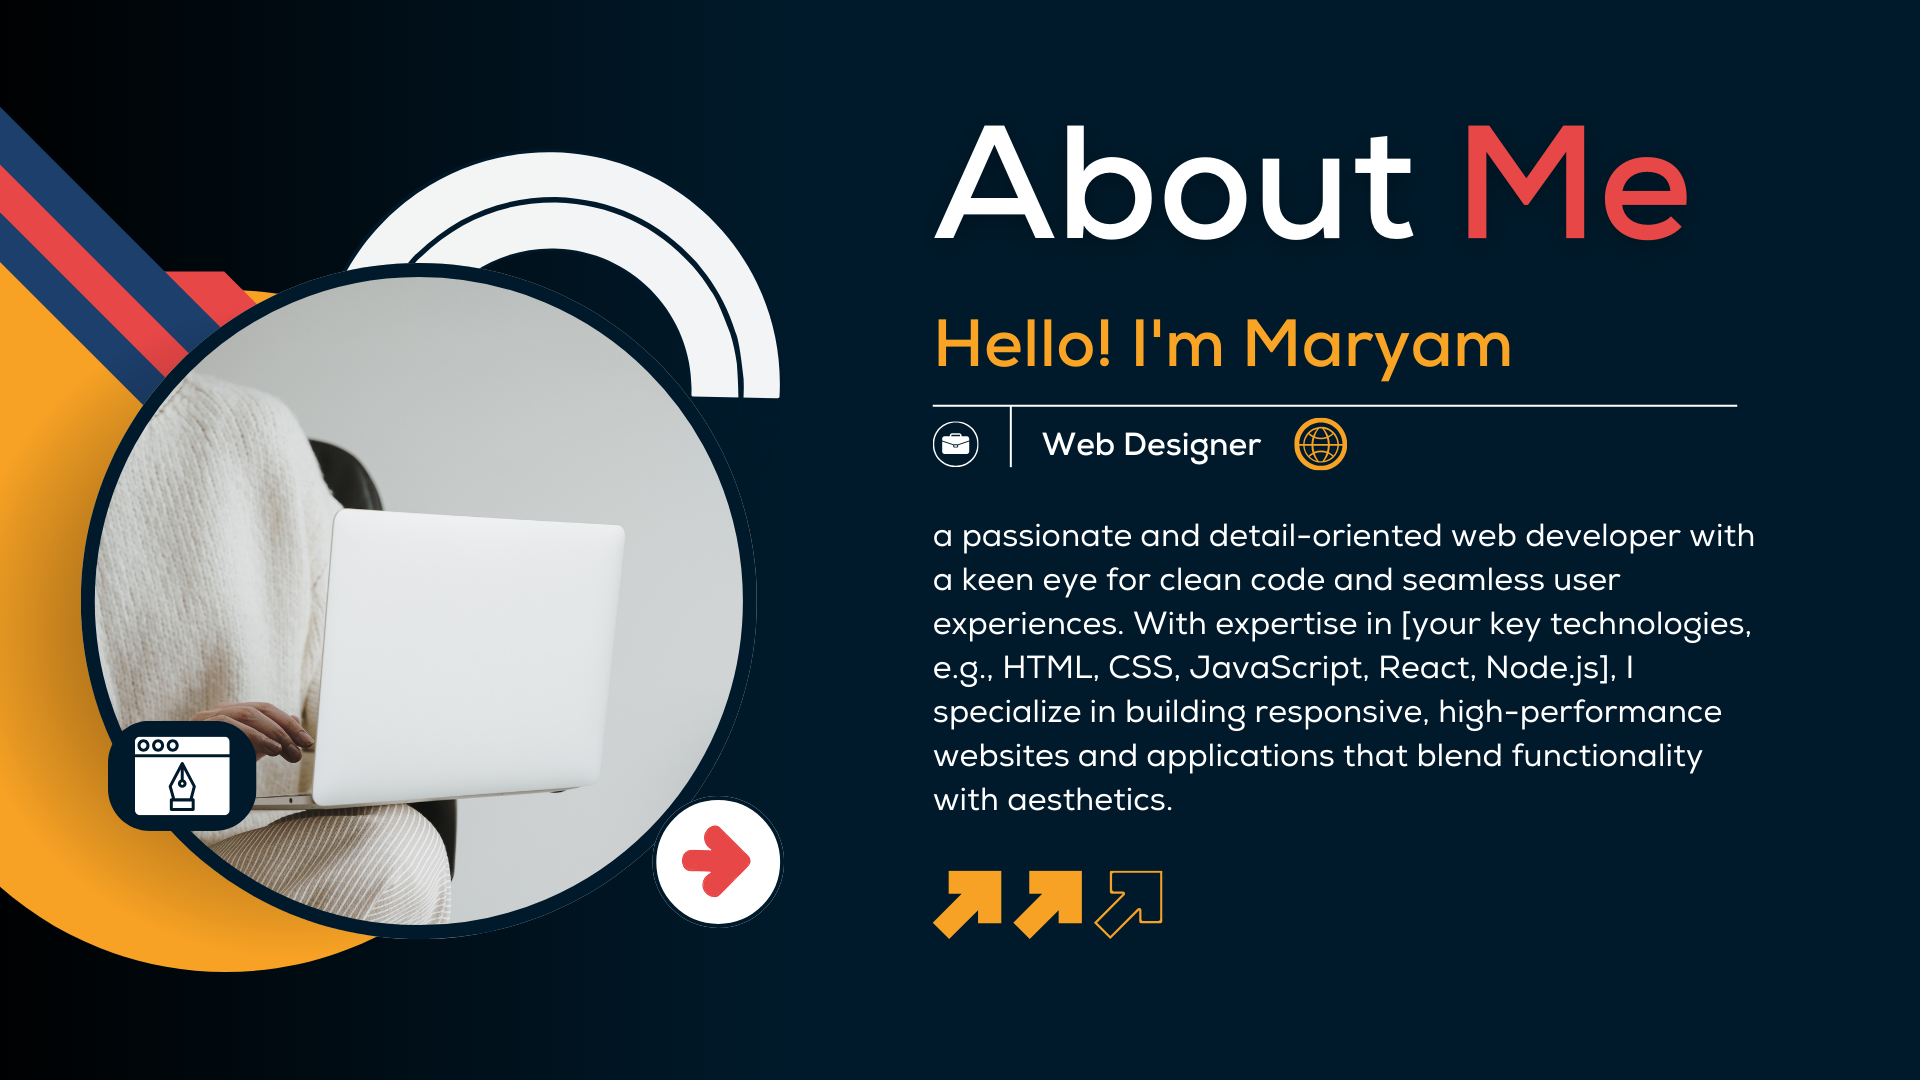 About Me
Hello! I'm Maryam
Web Designer
a passionate and detail-oriented web developer with
a keen eye for clean code and seamless user
experiences. With expertise in [your key technologies,
e.g., HTML, CSS, JavaScript, React, Node.js], I
specialize in building responsive, high-performance
websites and applications that blend functionality
with aesthetics.